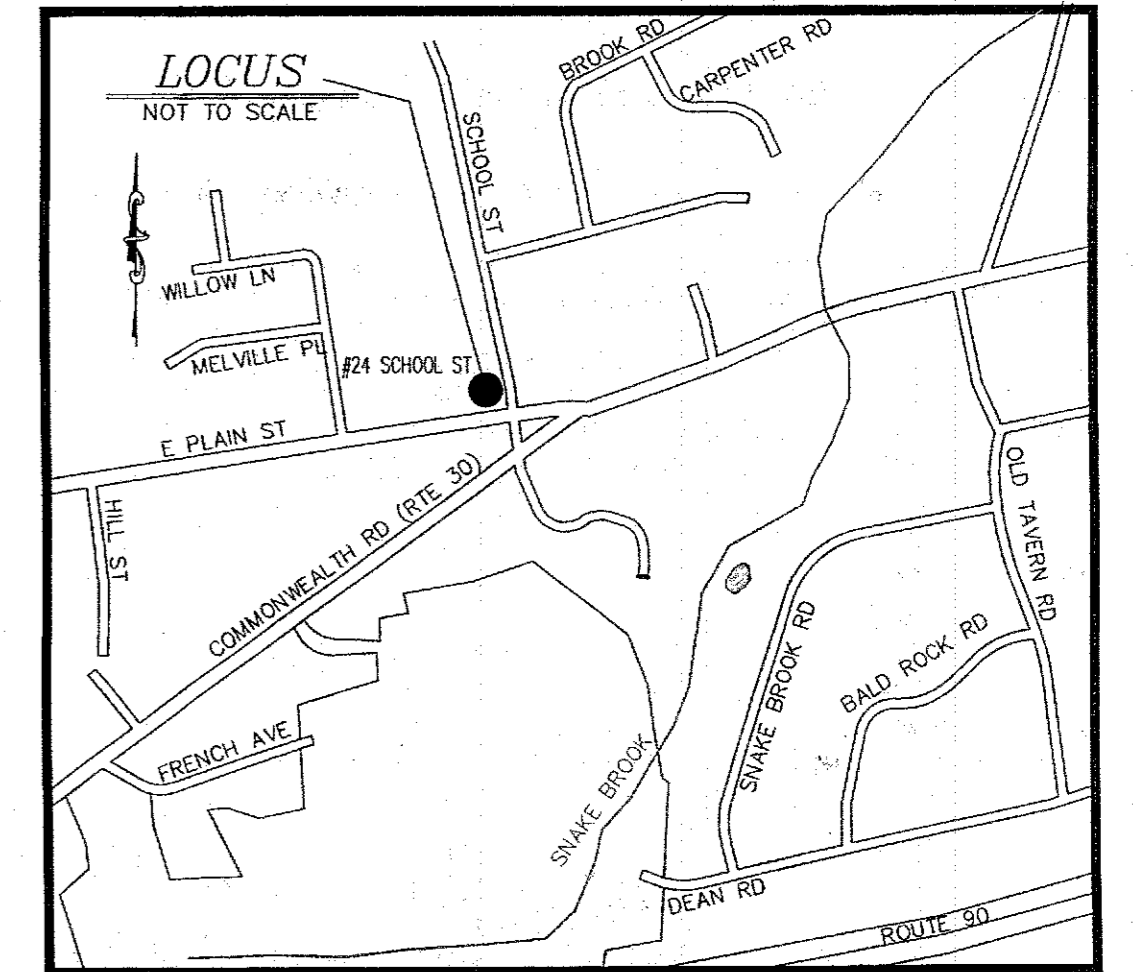 LOCUS
NOT TO SCALE
BROOK RD
CARPENTER RD
SCHOOL ST
WILLOW LN
MELVILLE PL
#24 SCHOOL ST
E PLAIN ST
HILL ST
COMMONWEALTH RD (RTE 30)
OLD TAVERN RD
SNAKE BROOK RD
BALD ROCK RD
FRENCH AVE
SNAKE BROOK
DEAN RD
ROUTE 90